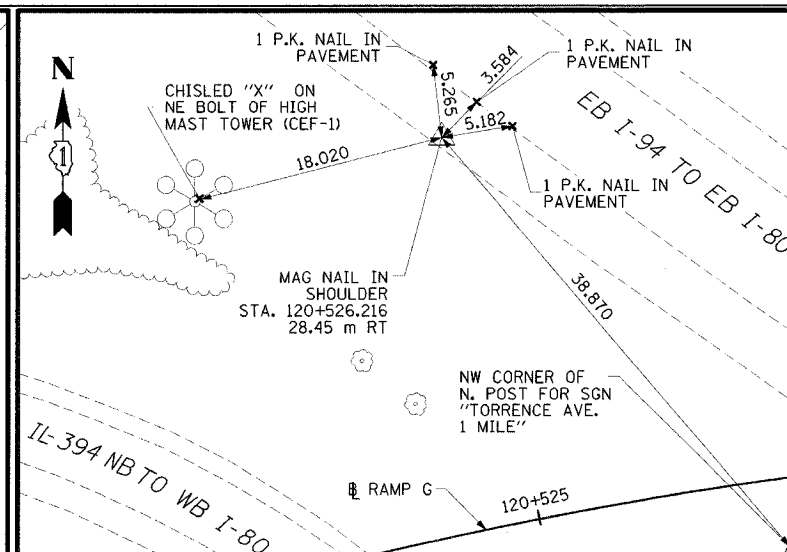 1 P.K. NAIL IN
PAVEMENT
3.584
1 P.K. NAIL IN
PAVEMENT
N
1
CHISLED "X" ON
NE BOLT OF HIGH
MAST TOWER (CEF-1)
5.265
5.182
18.020
EB I-94 TO EB I-80
1 P.K. NAIL IN
PAVEMENT
MAG NAIL IN
SHOULDER
STA. 120+526.216
28.45 m RT
38.870
NW CORNER OF
N. POST FOR SGN
"TORRENCE AVE.
1 MILE"
IL-394 NB TO WB I-80
RAMP G
120+525